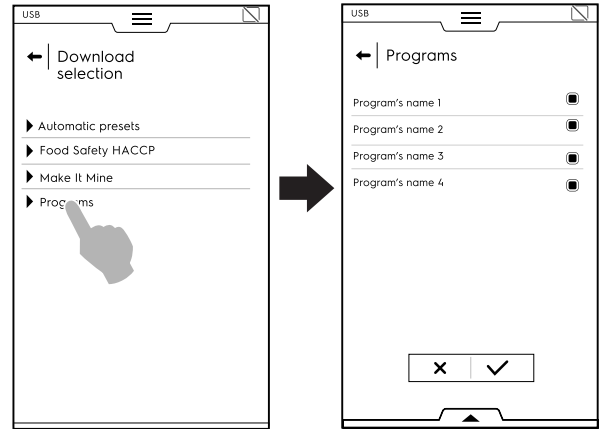 USB
Download
selection
Automatic presets
Food Safety HACCP
Make It Mine
Programs
USB
Programs
Program's name 1
Program's name 2
Program's name 3
Program's name 4